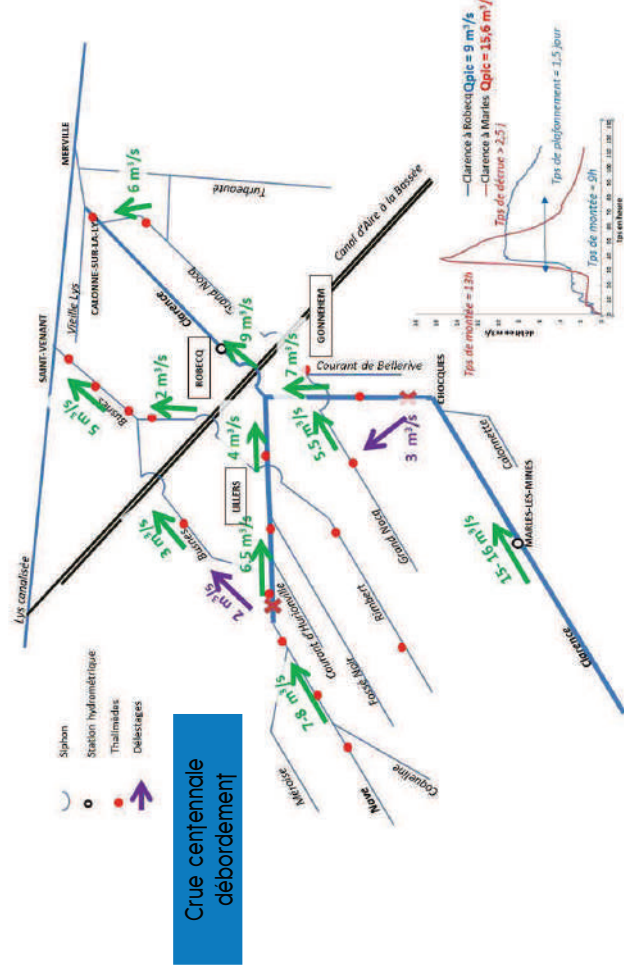 Crue centennale
débordement
Siphon
Station hydrométrique
Thalimèdes
Délestages
Lys canalisée
SAINT-VENANT
MERVILLE
Vieille Lys
CALONNE-SUR-LA-LYS
6 m³/s
Turbeauté
Clarence
Grand Nocq
5 m³/s
Busnes
2 m³/s
ROBECQ
9 m³/s
Canal d'Aire à la Bassée
3 m³/s
Busnes
2 m³/s
LILLERS
4 m³/s
6.5 m³/s
7 m³/s
GONNEHEM
Courant de Bellerive
5.5 m³/s
3 m³/s
Grand Nocq
CHOCQUES
Calonnette
MARLES-LES-MINES
15-16 m³/s
Clarence
7-8 m³/s
Méroise
Nave
Coqueline
Courant d'Hurionville
Fossé Noir
Rimbert
Clarence à Robecq Qpic = 9 m³/s
Clarence à Marles Qpic = 15,6 m³/s
Tps de montée = 13h
Tps de décrue > 2,5 j
Tps de plafonnement = 1,5 jour
Tps de montée = 9h
débit en m3/s
tps en heure